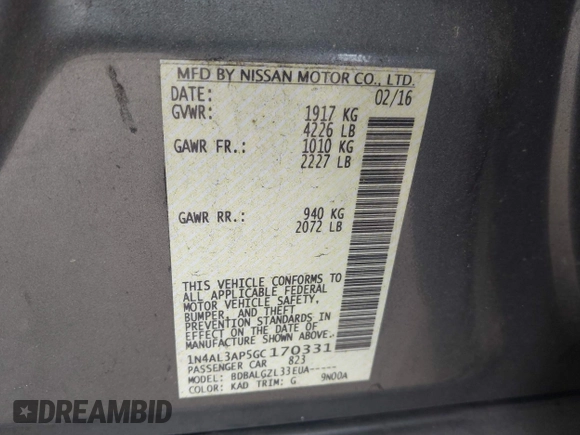 MFD BY NISSAN MOTOR CO., LTD.
DATE: 02/16
GVWR: 1917 KG
4226 LB
GAWR FR.: 1010 KG
2227 LB
GAWR RR.: 940 KG
2072 LB
THIS VEHICLE CONFORMS TO
ALL APPLICABLE FEDERAL
MOTOR VEHICLE SAFETY,
BUMPER, AND THEFT
PREVENTION STANDARDS IN
EFFECT ON THE DATE OF
MANUFACTURE SHOWN ABOVE.
1N4AL3AP5GC170331
PASSENGER CAR 823
MODEL: BDBALGZL33EUA-----
COLOR: KAD TRIM: G 9N00A
DREAMBID